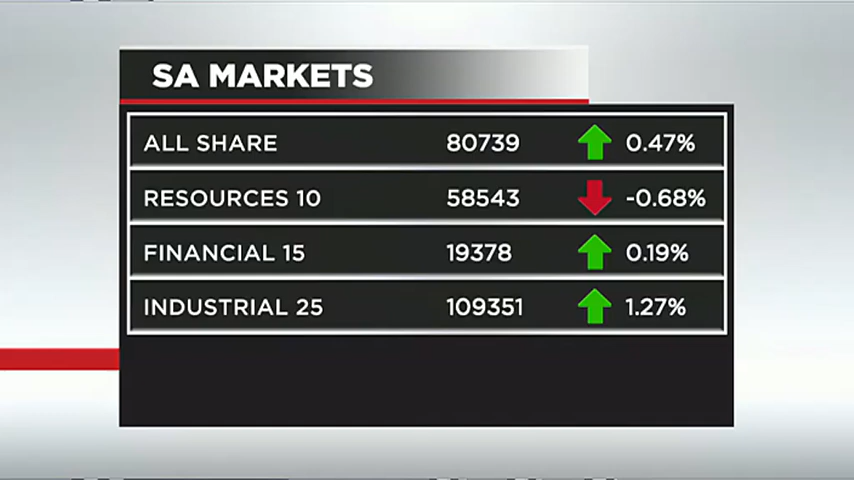 SA MARKETS
ALL SHARE 80739 0.47%
RESOURCES 10 58543 -0.68%
FINANCIAL 15 19378 0.19%
INDUSTRIAL 25 109351 1.27%